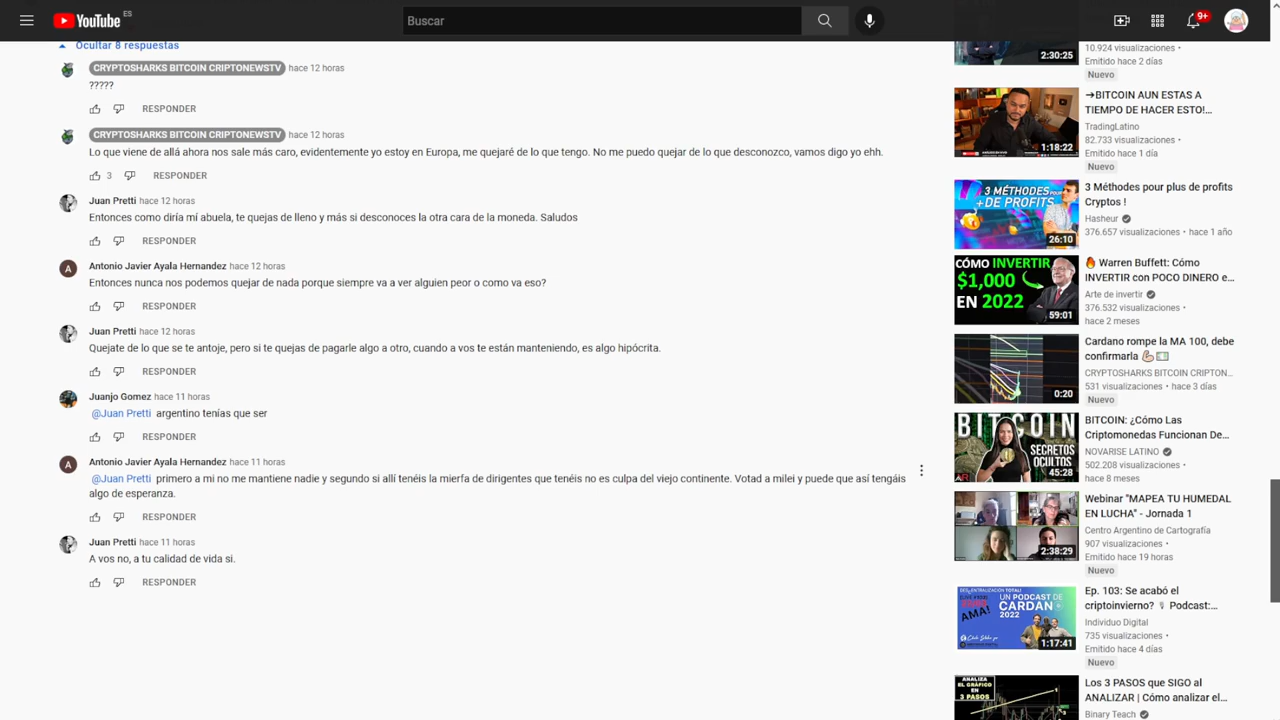 YouTube ES
Buscar
9+
Ocultar 8 respuestas
CRYPTOSHARKS BITCOIN CRIPTONEWSTV hace 12 horas
?????
RESPONDER
CRYPTOSHARKS BITCOIN CRIPTONEWSTV hace 12 horas
Lo que viene de allá ahora nos sale más caro, evidentemente yo estoy en Europa, me quejaré de lo que tengo. No me puedo quejar de lo que desconozco, vamos digo yo ehh.
3 RESPONDER
Juan Pretti hace 12 horas
Entonces como diría mí abuela, te quejas de lleno y más si desconoces la otra cara de la moneda. Saludos
RESPONDER
A
Antonio Javier Ayala Hernandez hace 12 horas
Entonces nunca nos podemos quejar de nada porque siempre va a ver alguien peor o como va eso?
RESPONDER
Juan Pretti hace 12 horas
Quejate de lo que se te antoje, pero si te quejas de pagarle algo a otro, cuando a vos te están manteniendo, es algo hipócrita.
RESPONDER
Juanjo Gomez hace 11 horas
@Juan Pretti argentino tenías que ser
RESPONDER
A
Antonio Javier Ayala Hernandez hace 11 horas
@Juan Pretti primero a mi no me mantiene nadie y segundo si allí tenéis la mierfa de dirigentes que tenéis no es culpa del viejo continente. Votad a milei y puede que así tengáis
algo de esperanza.
RESPONDER
Juan Pretti hace 11 horas
A vos no, a tu calidad de vida si.
RESPONDER
2:30:25
10.924 visualizaciones •
Emitido hace 2 días
Nuevo
1:18:22
➔BITCOIN AUN ESTAS A
TIEMPO DE HACER ESTO!...
TradingLatino
82.733 visualizaciones •
Emitido hace 1 día
Nuevo
3 MÉTHODES POUR
+DE PROFITS
26:10
3 Méthodes pour plus de profits
Cryptos !
Hasheur
376.657 visualizaciones • hace 1 año
CÓMO INVERTIR
$1,000
EN 2022
59:01
🔥 Warren Buffett: Cómo
INVERTIR con POCO DINERO e...
Arte de invertir
376.532 visualizaciones •
hace 2 meses
0:20
Cardano rompe la MA 100, debe
confirmarla 💪🏻💵
CRYPTOSHARKS BITCOIN CRIPTON...
531 visualizaciones • hace 3 días
Nuevo
BITCOIN
SECRETOS
OCULTOS
45:28
BITCOIN: ¿Cómo Las
Criptomonedas Funcionan De...
NOVARISE LATINO
502.208 visualizaciones •
hace 8 meses
2:38:29
Webinar "MAPEA TU HUMEDAL
EN LUCHA" - Jornada 1
Centro Argentino de Cartografía
907 visualizaciones •
Emitido hace 19 horas
Nuevo
UN PODCAST DE
CARDAN
2022
AMA!
1:17:41
Ep. 103: Se acabó el
criptoinvierno? 🎙 Podcast:...
Individuo Digital
735 visualizaciones •
Emitido hace 4 días
Nuevo
ANALIZA
EL GRÁFICO
EN
3 PASOS
Los 3 PASOS que SIGO al
ANALIZAR | Cómo analizar el...
Binary Teach